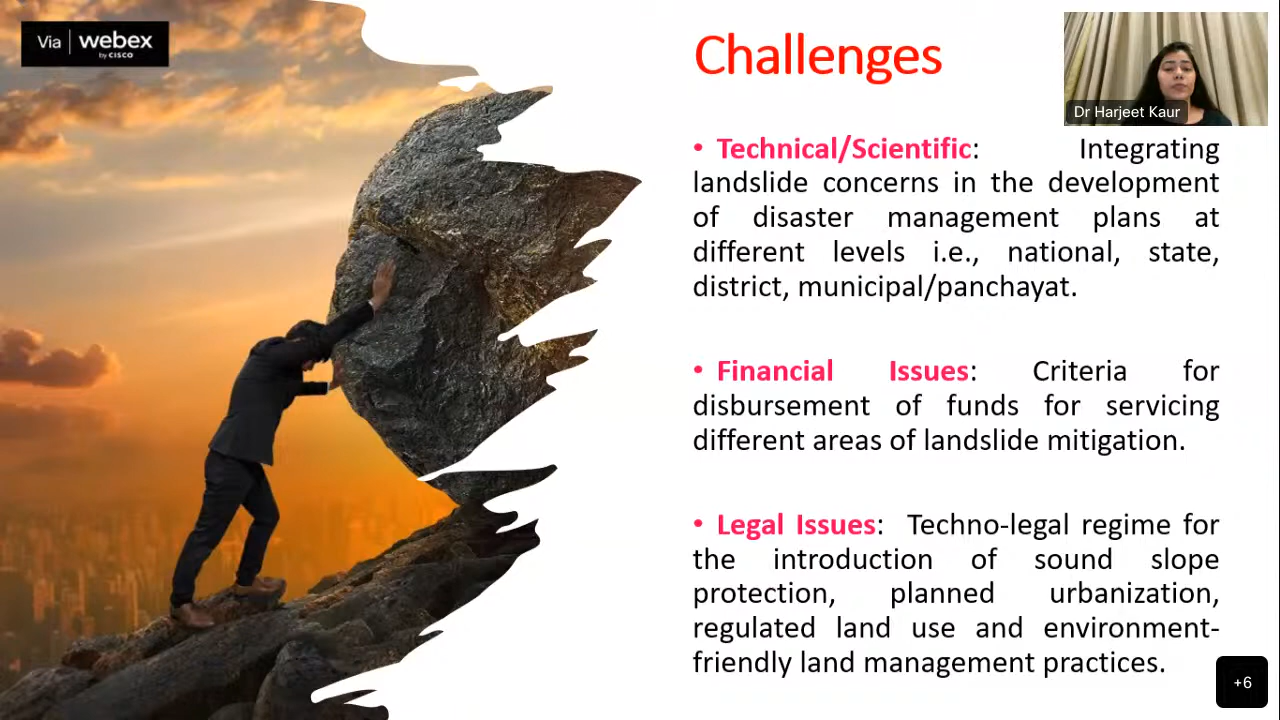 Via | webex
by CISCO
Challenges
Dr Harjeet Kaur
• Technical/Scientific: Integrating
landslide concerns in the development
of disaster management plans at
different levels i.e., national, state,
district, municipal/panchayat.
• Financial Issues: Criteria for
disbursement of funds for servicing
different areas of landslide mitigation.
• Legal Issues: Techno-legal regime for
the introduction of sound slope
protection, planned urbanization,
regulated land use and environment-
friendly land management practices.
+6